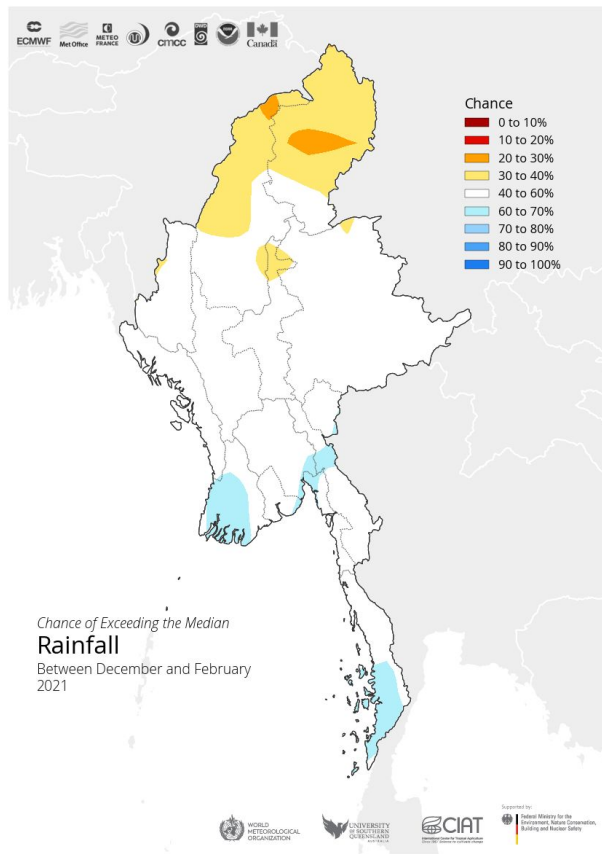 ECMWF
Met Office
METEO
FRANCE
cmcc
Canada
Chance
0 to 10%
10 to 20%
20 to 30%
30 to 40%
40 to 60%
60 to 70%
70 to 80%
80 to 90%
90 to 100%
Chance of Exceeding the Median
Rainfall
Between December and February
2021
WORLD
METEOROLOGICAL
ORGANIZATION
UNIVERSITY
OF SOUTHERN
QUEENSLAND
AUSTRALIA
CIAT
Supported by:
Federal Ministry for the
Environment, Nature Conservation,
Building and Nuclear Safety